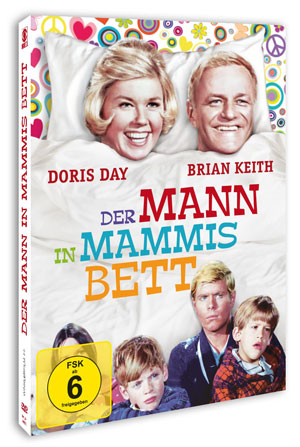 DORIS DAY
BRIAN KEITH
DER MANN
IN MAMMIS
BETT
FSK
ab
6
freigegeben
DER MANN IN MAMMIS BETT